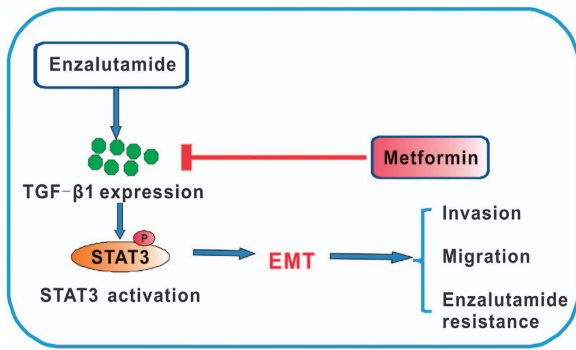 Enzalutamide
TGF-β1 expression
Metformin
P
STAT3
STAT3 activation
EMT
Invasion
Migration
Enzalutamide
resistance